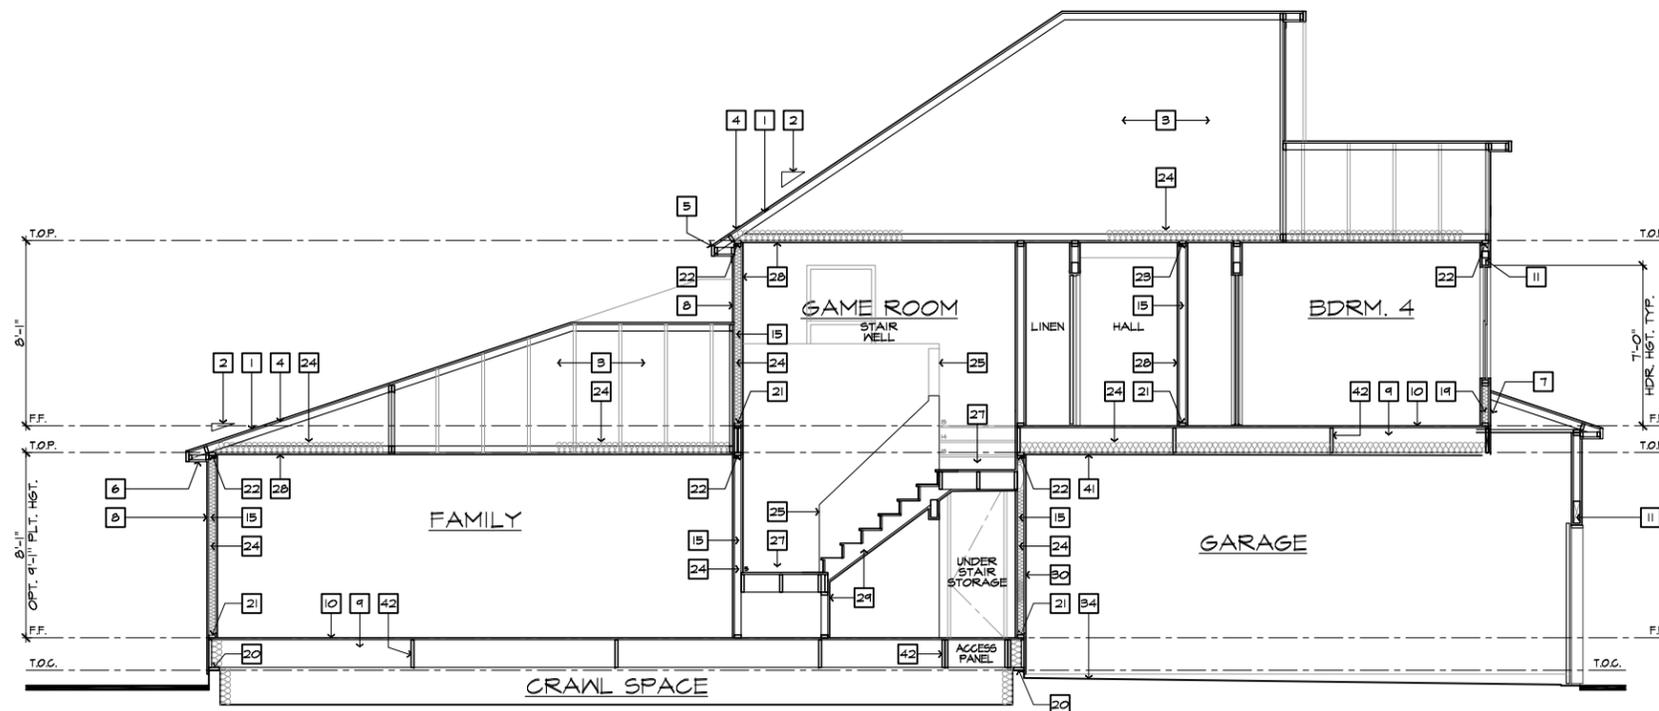 4 1 2
3
24
5
T.O.P.
22 28 23 22 11
8
GAME ROOM
BDRM. 4
STAIR
WELL
LINEN
HALL
15 15
8'-1"
7'-0"
HDR. HGT. TYP.
2 1 4 24 3 24 25 28
24 21 27 24 21 42 9 10 19 7
F.F.
T.O.P.
6 22 28 22 27 22 41
8 15 15 11
FAMILY
25
GARAGE
24 15 24
27
24
UNDER
STAIR
STORAGE
30
8'-1"
OPT. 9'-1" PLT. HGT.
21 10 9 42 29 21 34
F.F.
20 42
ACCESS
PANEL
T.O.C. T.O.C.
CRAWL SPACE
20